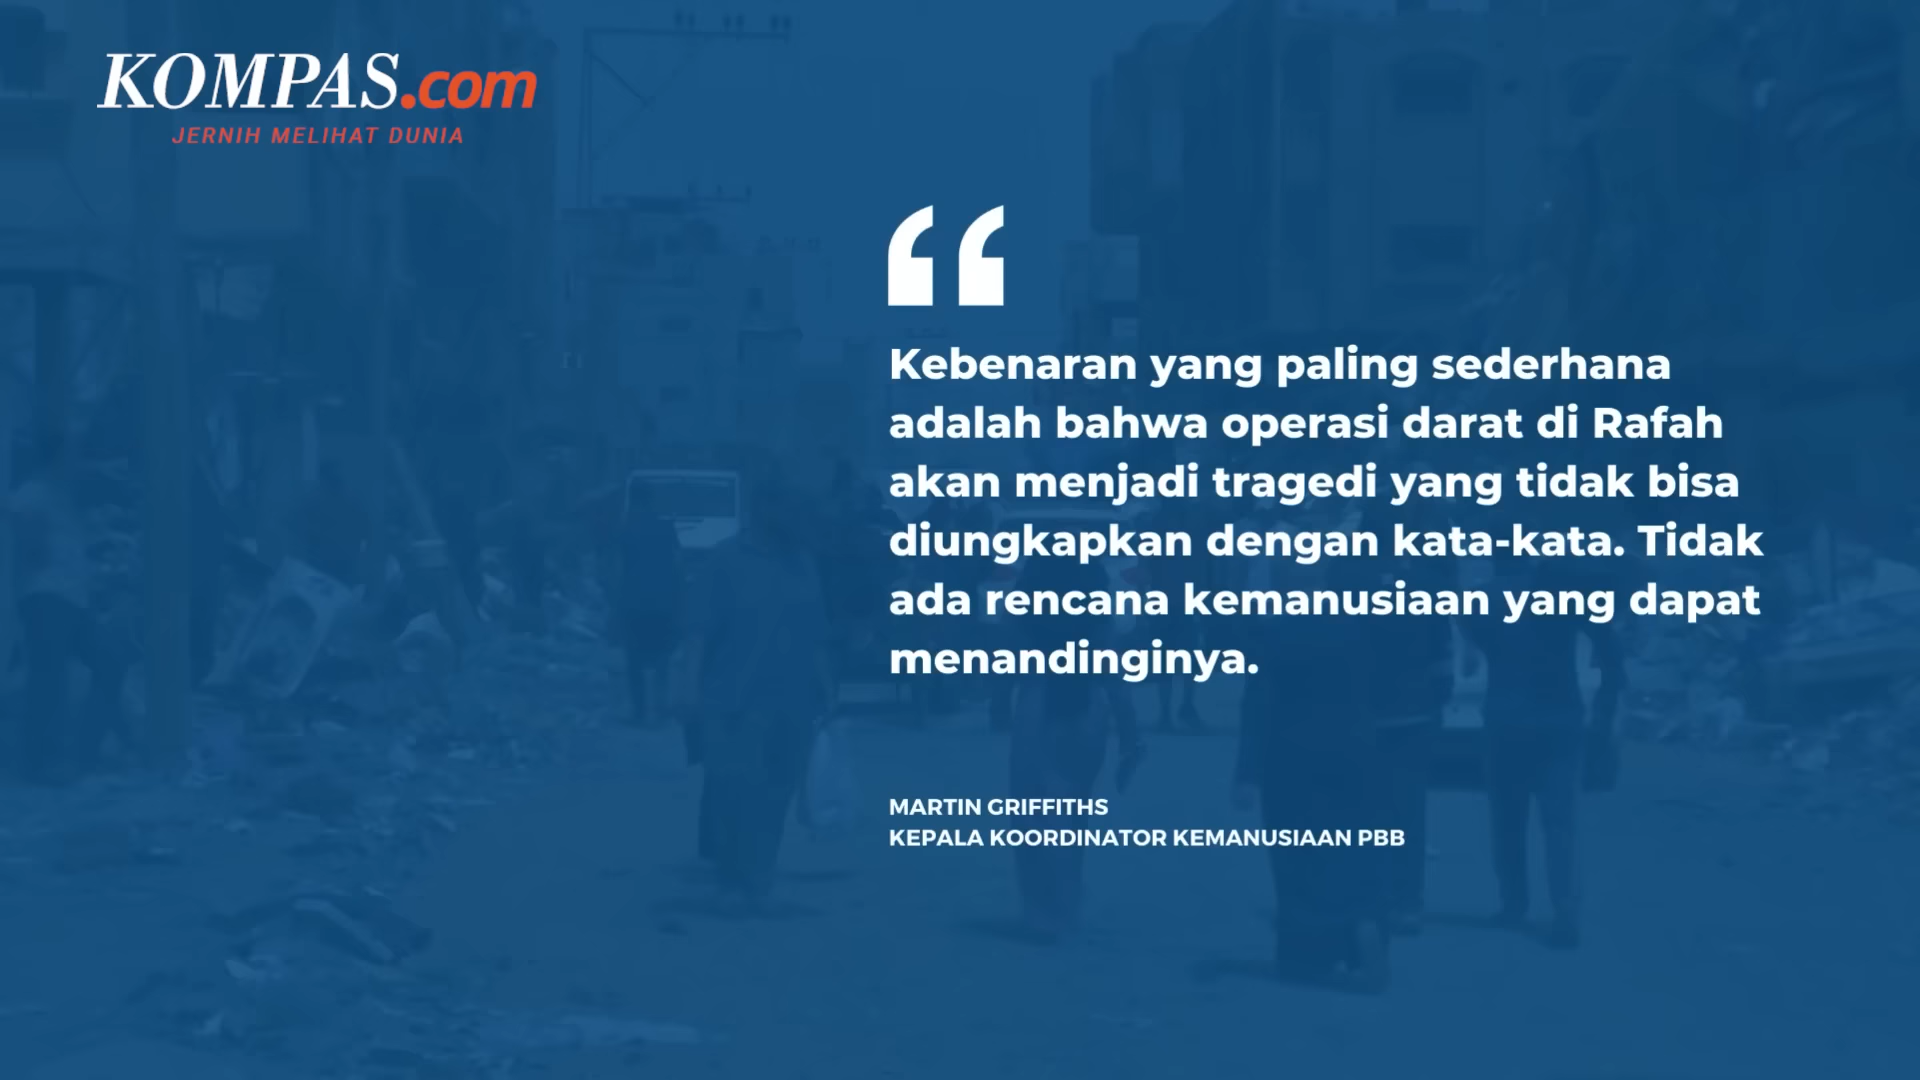 KOMPAS.com
JERNIH MELIHAT DUNIA
“
Kebenaran yang paling sederhana
adalah bahwa operasi darat di Rafah
akan menjadi tragedi yang tidak bisa
diungkapkan dengan kata-kata. Tidak
ada rencana kemanusiaan yang dapat
menandinginya.
MARTIN GRIFFITHS
KEPALA KOORDINATOR KEMANUSIAAN PBB